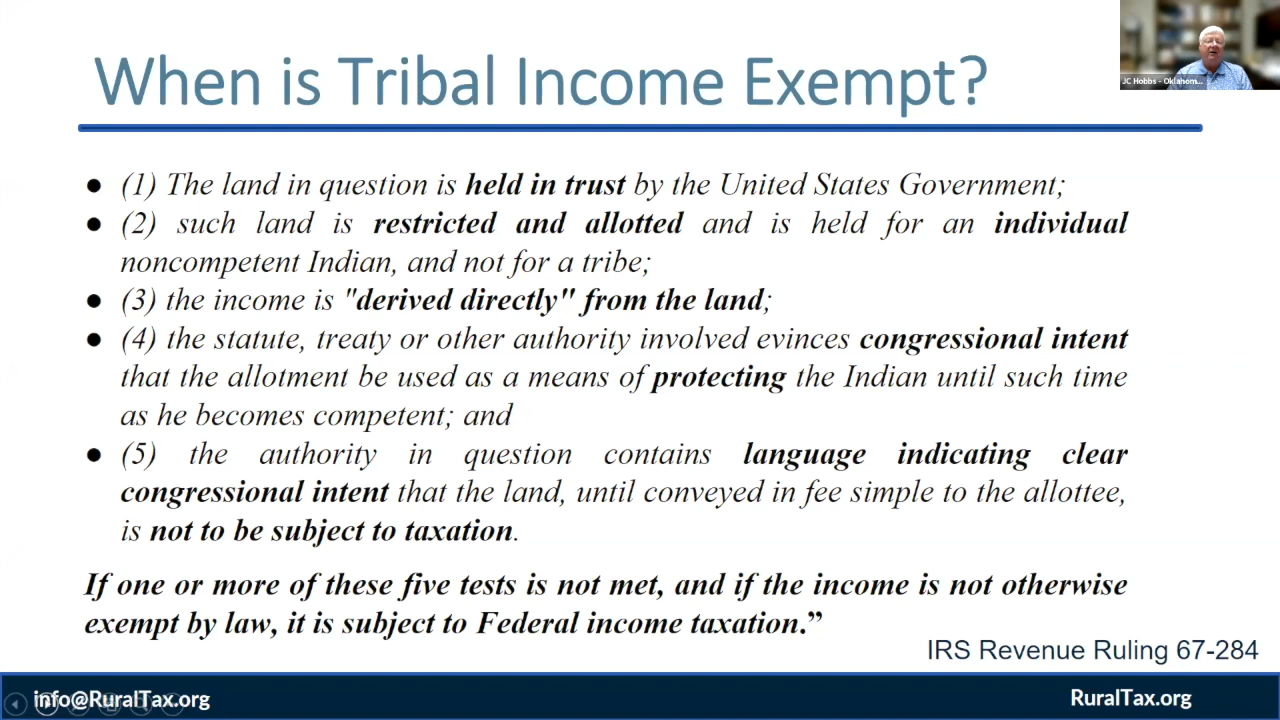 When is Tribal Income Exempt?
JC Hobbs - Oklahom...
● (1) The land in question is held in trust by the United States Government;
● (2) such land is restricted and allotted and is held for an individual
noncompetent Indian, and not for a tribe;
● (3) the income is "derived directly" from the land;
● (4) the statute, treaty or other authority involved evinces congressional intent
that the allotment be used as a means of protecting the Indian until such time
as he becomes competent; and
● (5) the authority in question contains language indicating clear
congressional intent that the land, until conveyed in fee simple to the allottee,
is not to be subject to taxation.
If one or more of these five tests is not met, and if the income is not otherwise
exempt by law, it is subject to Federal income taxation.”
IRS Revenue Ruling 67-284
info@RuralTax.org
RuralTax.org